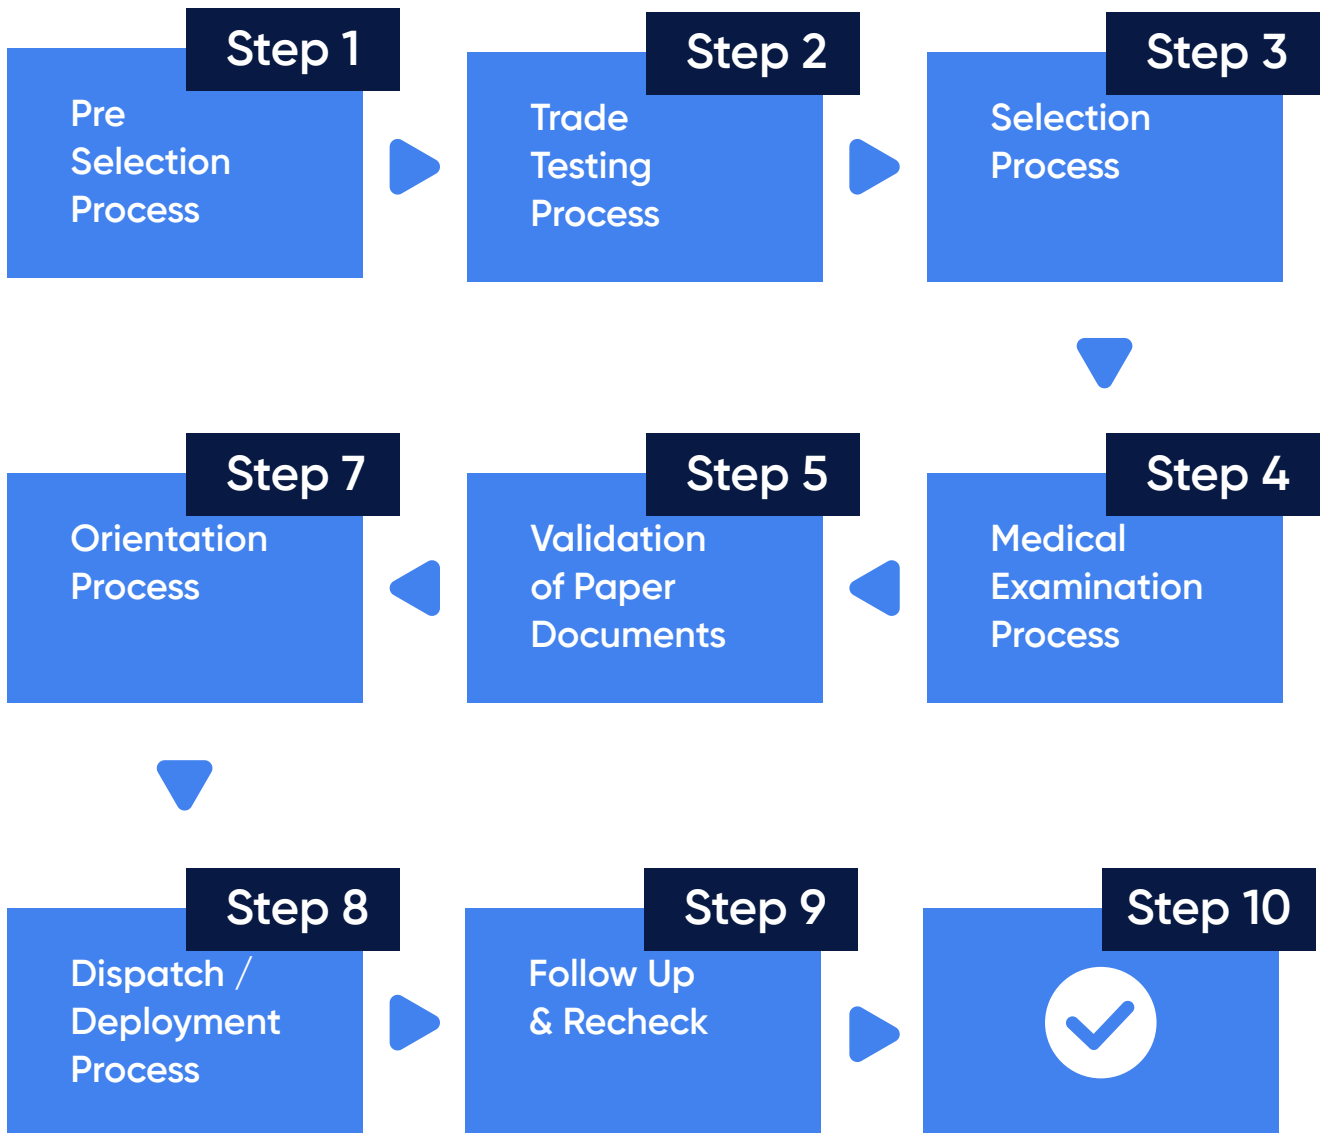 Step 1
Pre
Selection
Process
Step 2
Trade
Testing
Process
Step 3
Selection
Process
Step 4
Medical
Examination
Process
Step 5
Validation
of Paper
Documents
Step 7
Orientation
Process
Step 8
Dispatch /
Deployment
Process
Step 9
Follow Up
& Recheck
Step 10